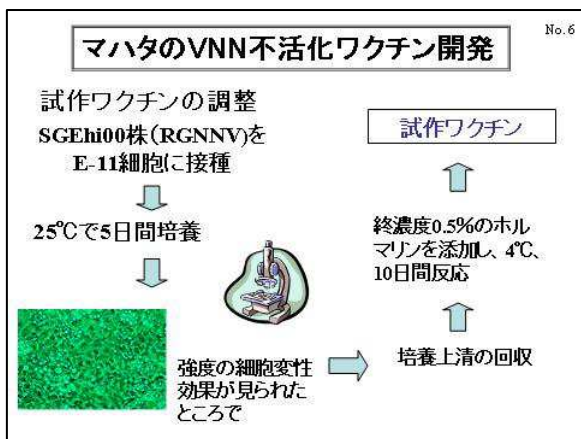 No.6
マハタのVNN不活化ワクチン開発
試作ワクチンの調整
SGEhi00株(RGNNV)を
E-11細胞に接種
25℃で5日間培養
強度の細胞変性
効果が見られた
ところで
培養上清の回収
終濃度0.5%のホル
マリンを添加し、4℃、
10日間反応
試作ワクチン